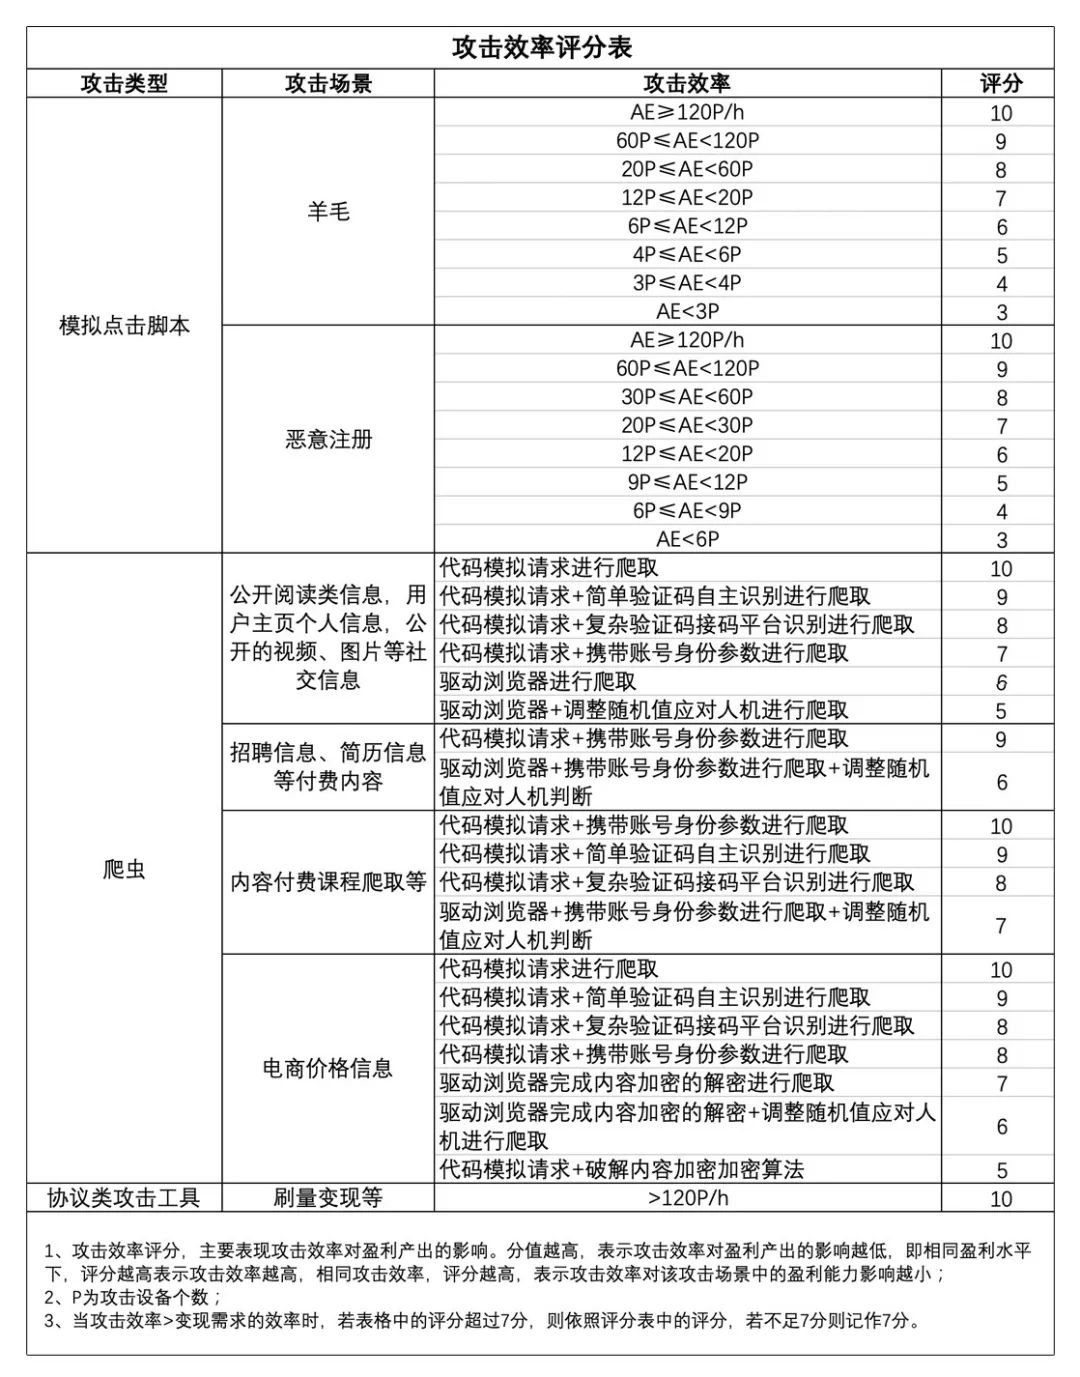 攻击效率评分表
攻击类型 攻击场景 攻击效率 评分
模拟点击脚本
羊毛
AE≥120P/h 10
60P≤AE<120P 9
20P≤AE<60P 8
12P≤AE<20P 7
6P≤AE<12P 6
4P≤AE<6P 5
3P≤AE<4P 4
AE<3P 3
恶意注册
AE≥120P/h 10
60P≤AE<120P 9
30P≤AE<60P 8
20P≤AE<30P 7
12P≤AE<20P 6
9P≤AE<12P 5
6P≤AE<9P 4
AE<6P 3
爬虫
公开阅读类信息，用
户主页个人信息，公
开的视频、图片等社
交信息
代码模拟请求进行爬取 10
代码模拟请求+简单验证码自主识别进行爬取 9
代码模拟请求+复杂验证码接码平台识别进行爬取 8
代码模拟请求+携带账号身份参数进行爬取 7
驱动浏览器进行爬取 6
驱动浏览器+调整随机值应对人机进行爬取 5
招聘信息、简历信息
等付费内容
代码模拟请求+携带账号身份参数进行爬取 9
驱动浏览器+携带账号身份参数进行爬取+调整随机
值应对人机判断 6
内容付费课程爬取等
代码模拟请求+携带账号身份参数进行爬取 10
代码模拟请求+简单验证码自主识别进行爬取 9
代码模拟请求+复杂验证码接码平台识别进行爬取 8
驱动浏览器+携带账号身份参数进行爬取+调整随机
值应对人机判断 7
电商价格信息
代码模拟请求进行爬取 10
代码模拟请求+简单验证码自主识别进行爬取 9
代码模拟请求+复杂验证码接码平台识别进行爬取 8
代码模拟请求+携带账号身份参数进行爬取 8
驱动浏览器完成内容加密的解密进行爬取 7
驱动浏览器完成内容加密的解密+调整随机值应对人
机进行爬取 6
代码模拟请求+破解内容加密加密算法 5
协议类攻击工具 刷量变现等 >120P/h 10
1、攻击效率评分，主要表现攻击效率对盈利产出的影响。分值越高，表示攻击效率对盈利产出的影响越低，即相同盈利水平
下，评分越高表示攻击效率越高，相同攻击效率，评分越高，表示攻击效率对该攻击场景中的盈利能力影响越小；
2、P为攻击设备个数；
3、当攻击效率>变现需求的效率时，若表格中的评分超过7分，则依照评分表中的评分，若不足7分则记作7分。